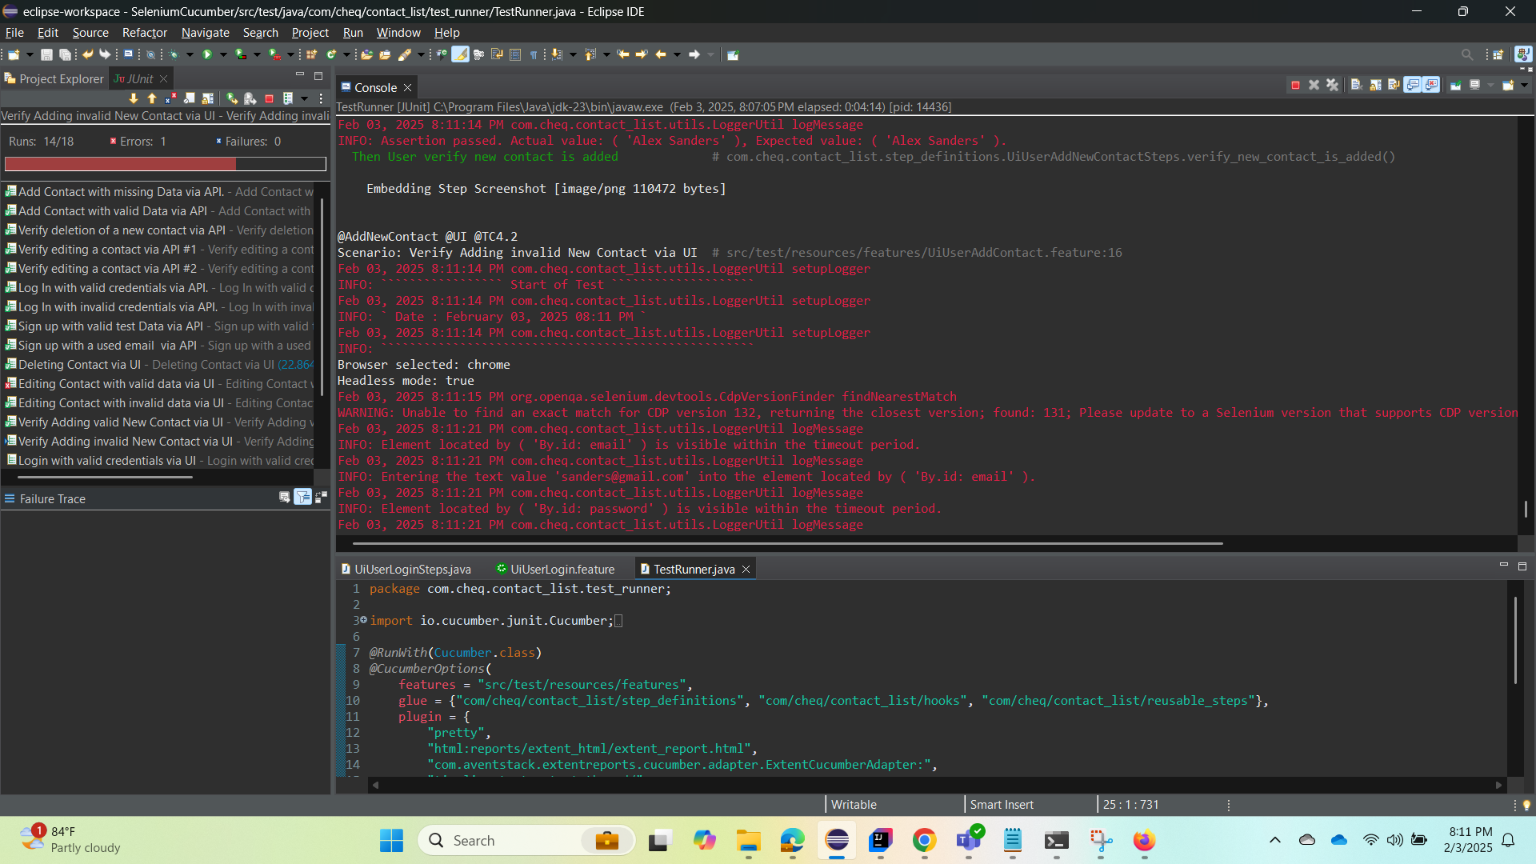 eclipse-workspace - SeleniumCucumber/src/test/java/com/cheq/contact_list/test_runner/TestRunner.java - Eclipse IDE
File Edit Source Refactor Navigate Search Project Run Window Help
Project Explorer
JUnit
Verify Adding invalid New Contact via UI - Verify Adding invali
Runs: 14/18
Errors: 1
Failures: 0
Add Contact with missing Data via API. - Add Contact w
Add Contact with valid Data via API - Add Contact with
Verify deletion of a new contact via API - Verify deletion
Verify editing a contact via API #1 - Verify editing a cont
Verify editing a contact via API #2 - Verify editing a cont
Log In with valid credentials via API. - Log In with valid c
Log In with invalid credentials via API. - Log In with inva
Sign up with valid test Data via API - Sign up with valid
Sign up with a used email via API - Sign up with a used
Deleting Contact via UI - Deleting Contact via UI (22.864
Editing Contact with valid data via UI - Editing Contact
Editing Contact with invalid data via UI - Editing Contac
Verify Adding valid New Contact via UI - Verify Adding v
Verify Adding invalid New Contact via UI - Verify Adding
Login with valid credentials via UI - Login with valid cre
Failure Trace
Console
TestRunner [JUnit] C:\Program Files\Java\jdk-23\bin\javaw.exe (Feb 3, 2025, 8:07:05 PM elapsed: 0:04:14) [pid: 14436]
Feb 03, 2025 8:11:14 PM com.cheq.contact_list.utils.LoggerUtil logMessage
INFO: Assertion passed. Actual value: ( 'Alex Sanders' ), Expected value: ( 'Alex Sanders' ).
Then User verify new contact is added # com.cheq.contact_list.step_definitions.UiUserAddNewContactSteps.verify_new_contact_is_added()
Embedding Step Screenshot [image/png 110472 bytes]
@AddNewContact @UI @TC4.2
Scenario: Verify Adding invalid New Contact via UI # src/test/resources/features/UiUserAddContact.feature:16
Feb 03, 2025 8:11:14 PM com.cheq.contact_list.utils.LoggerUtil setupLogger
INFO: ````````````````` Start of Test ````````````````````
Feb 03, 2025 8:11:14 PM com.cheq.contact_list.utils.LoggerUtil setupLogger
INFO: ` Date : February 03, 2025 08:11 PM `
Feb 03, 2025 8:11:14 PM com.cheq.contact_list.utils.LoggerUtil setupLogger
INFO: ````````````````````````````````````````````````````
Browser selected: chrome
Headless mode: true
Feb 03, 2025 8:11:15 PM org.openqa.selenium.devtools.CdpVersionFinder findNearestMatch
WARNING: Unable to find an exact match for CDP version 132, returning the closest version; found: 131; Please update to a Selenium version that supports CDP version
Feb 03, 2025 8:11:21 PM com.cheq.contact_list.utils.LoggerUtil logMessage
INFO: Element located by ( 'By.id: email' ) is visible within the timeout period.
Feb 03, 2025 8:11:21 PM com.cheq.contact_list.utils.LoggerUtil logMessage
INFO: Entering the text value 'sanders@gmail.com' into the element located by ( 'By.id: email' ).
Feb 03, 2025 8:11:21 PM com.cheq.contact_list.utils.LoggerUtil logMessage
INFO: Element located by ( 'By.id: password' ) is visible within the timeout period.
Feb 03, 2025 8:11:21 PM com.cheq.contact_list.utils.LoggerUtil logMessage
UiUserLoginSteps.java
UiUserLogin.feature
TestRunner.java
1 package com.cheq.contact_list.test_runner;
2
3 import io.cucumber.junit.Cucumber;
6
7 @RunWith(Cucumber.class)
8 @CucumberOptions(
9 features = "src/test/resources/features",
10 glue = {"com/cheq/contact_list/step_definitions", "com/cheq/contact_list/hooks", "com/cheq/contact_list/reusable_steps"},
11 plugin = {
12 "pretty",
13 "html:reports/extent_html/extent_report.html",
14 "com.aventstack.extentreports.cucumber.adapter.ExtentCucumberAdapter:",
Writable
Smart Insert
25 : 1 : 731
1
84°F
Partly cloudy
Search
8:11 PM
2/3/2025